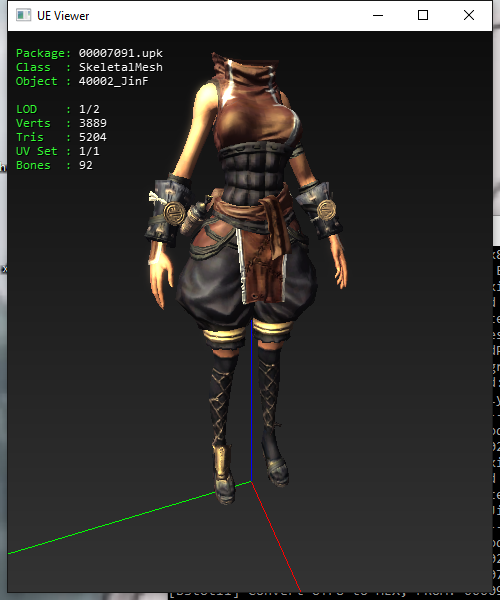 UE Viewer
Package: 00007091.upk
Class : SkeletalMesh
Object : 40002_JinF
LOD : 1/2
Verts : 3889
Tris : 5204
UV Set : 1/1
Bones : 92